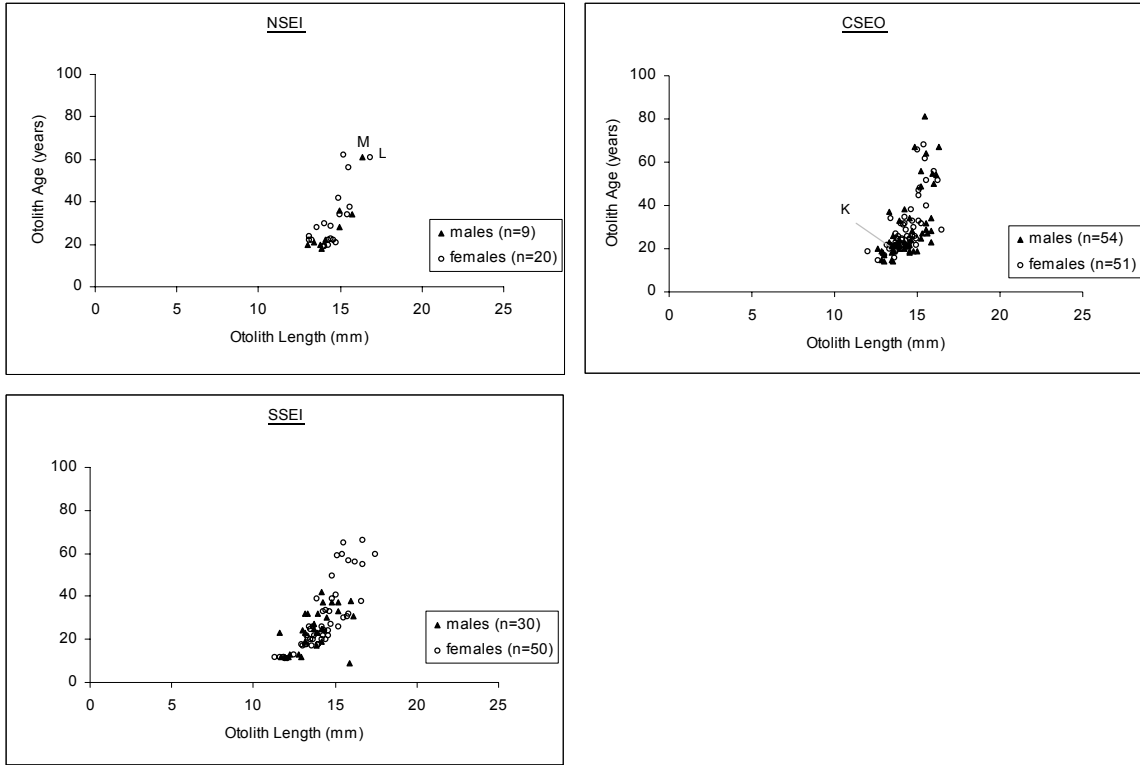 NSEI
100
80
60
40
20
0
Otolith Age (years)
M
L
▲ males (n=9)
○ females (n=20)
0 5 10 15 20 25
Otolith Length (mm)
CSEO
100
80
60
40
20
0
Otolith Age (years)
K
▲ males (n=54)
○ females (n=51)
0 5 10 15 20 25
Otolith Length (mm)
SSEI
100
80
60
40
20
0
Otolith Age (years)
▲ males (n=30)
○ females (n=50)
0 5 10 15 20 25
Otolith Length (mm)